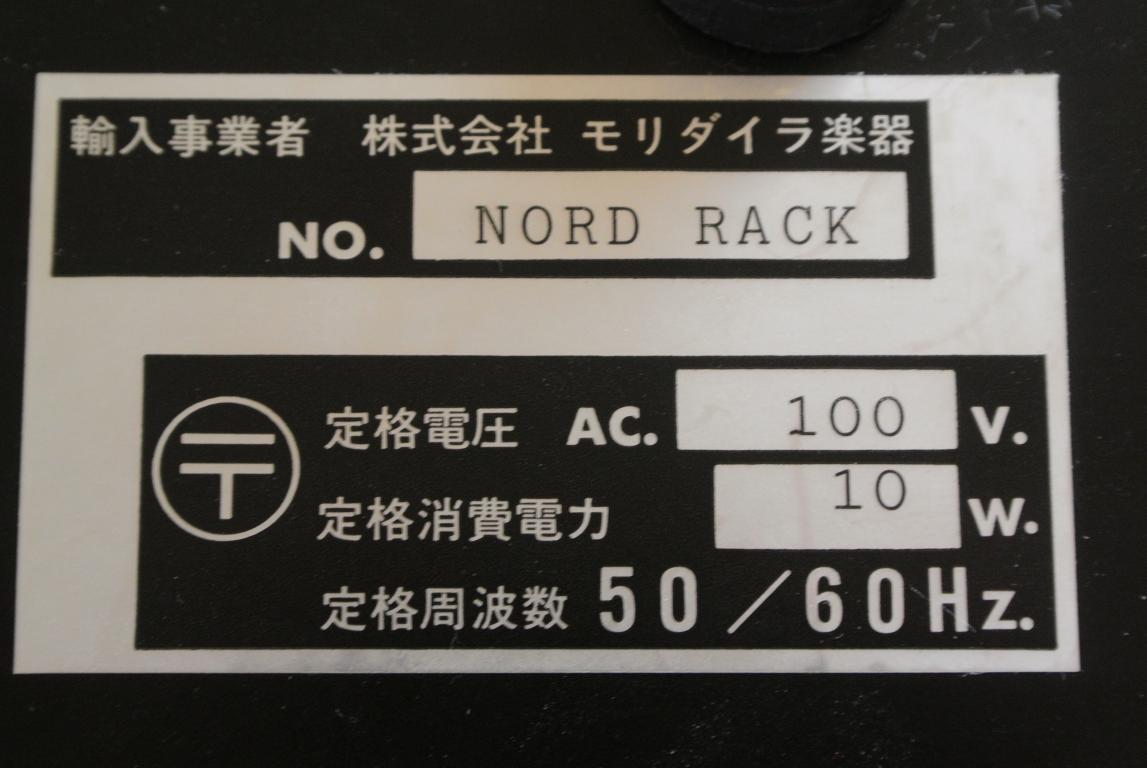 輸入事業者 株式会社 モリダイラ楽器
NO. NORD RACK
〒 定格電圧 AC. 100 V.
定格消費電力 10 W.
定格周波数 50／60Hz.